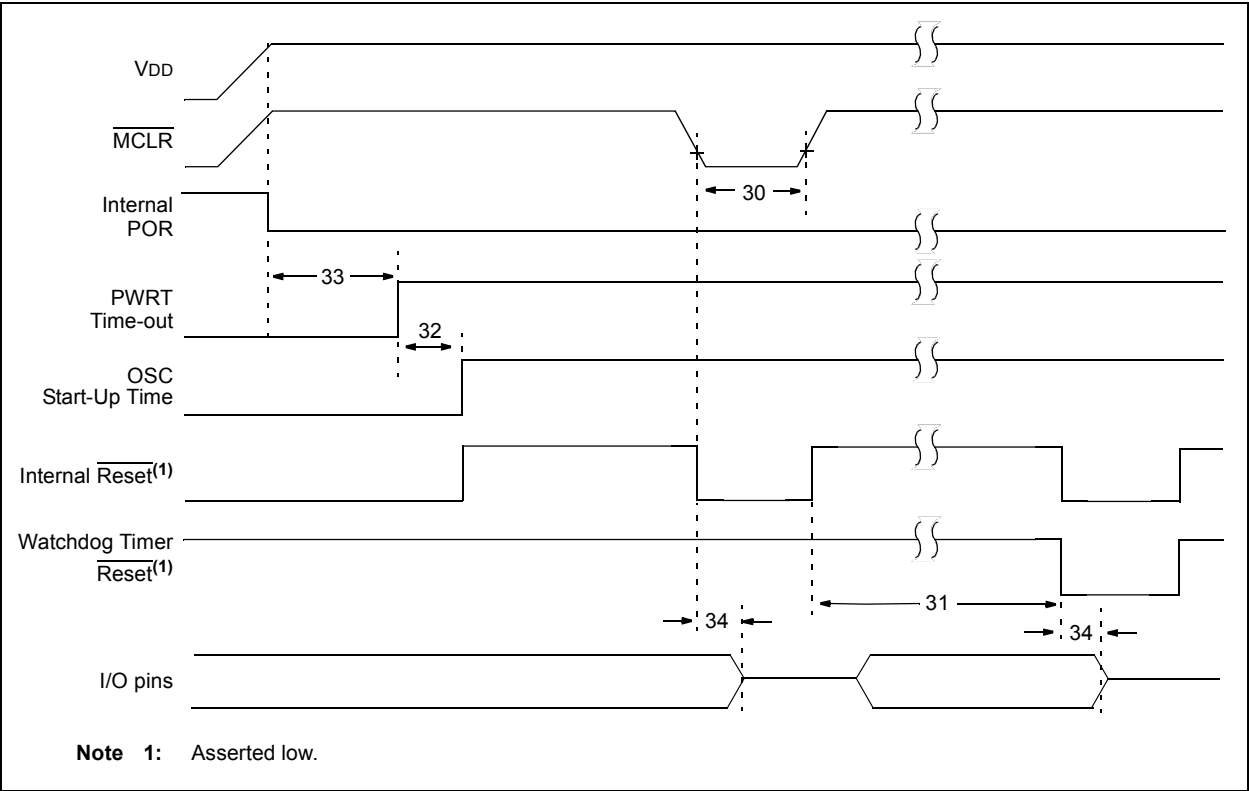 VDD
MCLR
30
Internal
POR
33
PWRT
Time-out
32
OSC
Start-Up Time
Internal Reset(1)
Watchdog Timer
Reset(1)
31
34
34
I/O pins
Note 1: Asserted low.